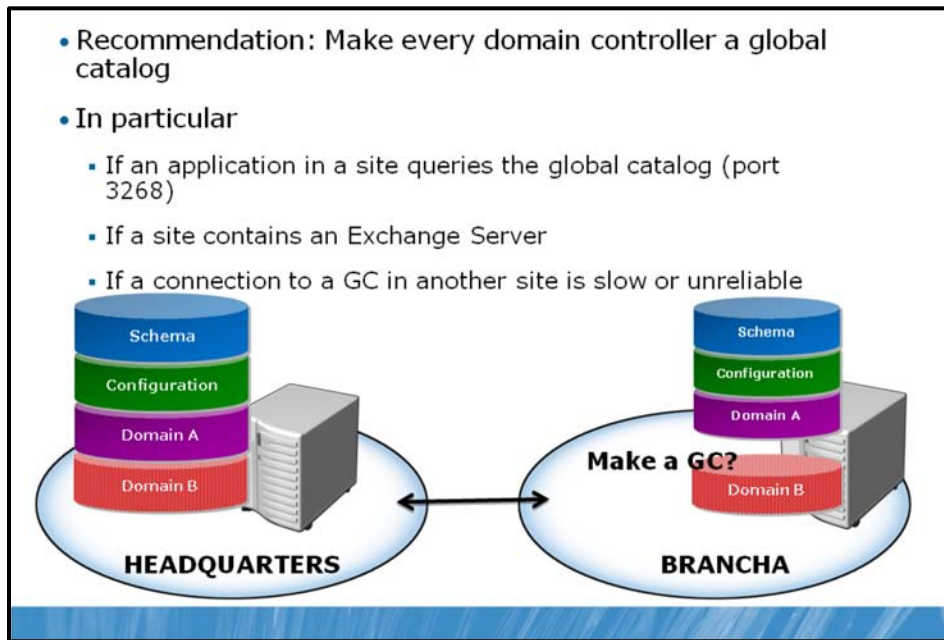 • Recommendation: Make every domain controller a global
catalog
• In particular
▪ If an application in a site queries the global catalog (port
3268)
▪ If a site contains an Exchange Server
▪ If a connection to a GC in another site is slow or unreliable
Schema
Configuration
Domain A
Domain B
HEADQUARTERS
Schema
Configuration
Domain A
Make a GC?
Domain B
BRANCHA